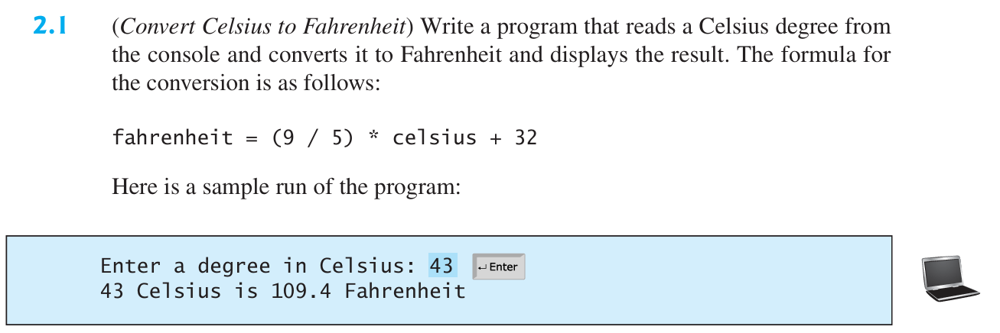 2.1 (Convert Celsius to Fahrenheit) Write a program that reads a Celsius degree from
the console and converts it to Fahrenheit and displays the result. The formula for
the conversion is as follows:
fahrenheit = (9 / 5) * celsius + 32
Here is a sample run of the program:
Enter a degree in Celsius: 43 ↵Enter
43 Celsius is 109.4 Fahrenheit